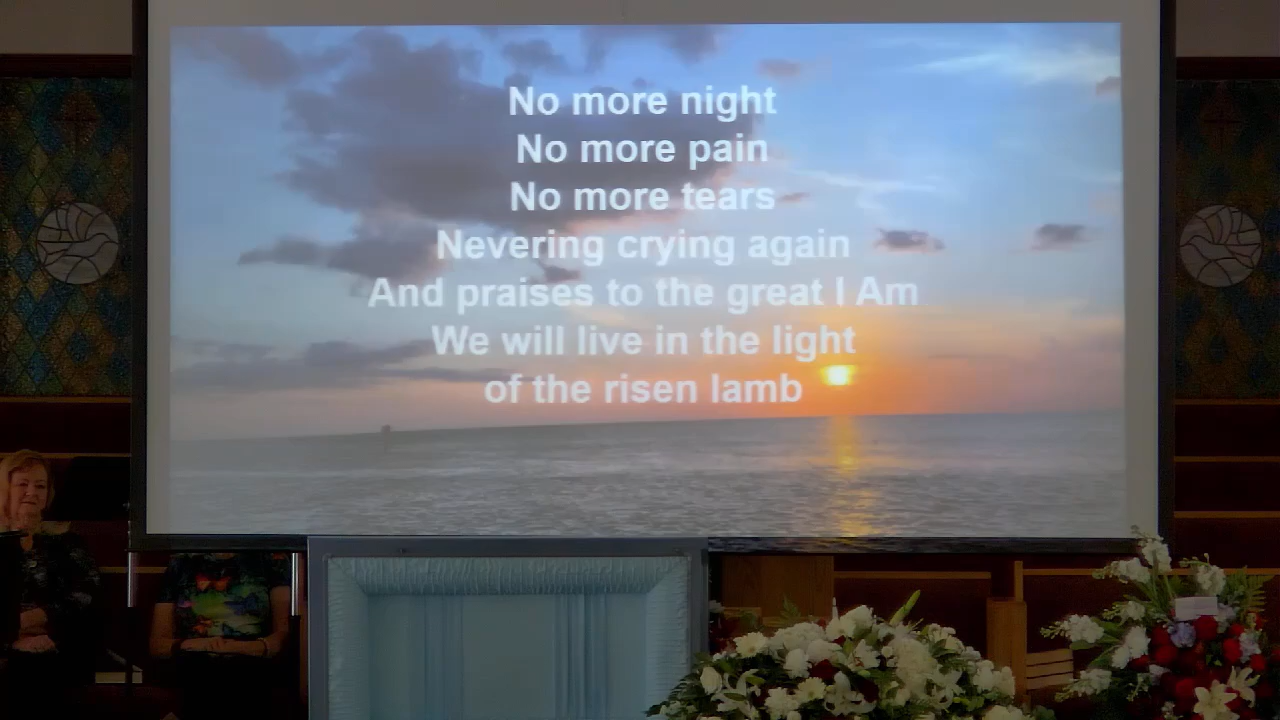 No more night
No more pain
No more tears
Nevering crying again
And praises to the great I Am
We will live in the light
of the risen lamb